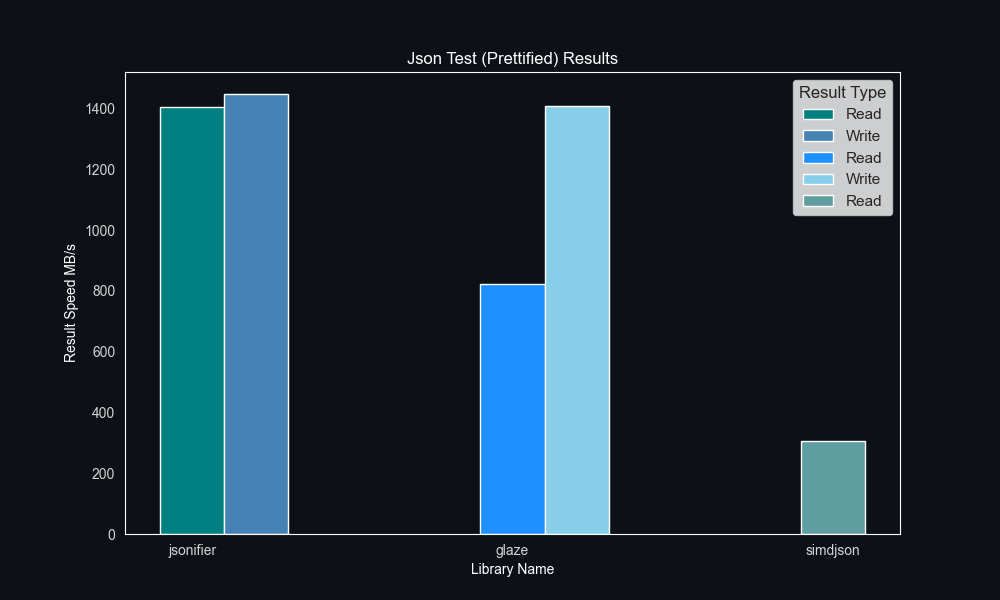 Json Test (Prettified) Results
Result Type
Read
Write
Read
Write
Read
Result Speed MB/s
1400
1200
1000
800
600
400
200
0
jsonifier
glaze
simdjson
Library Name